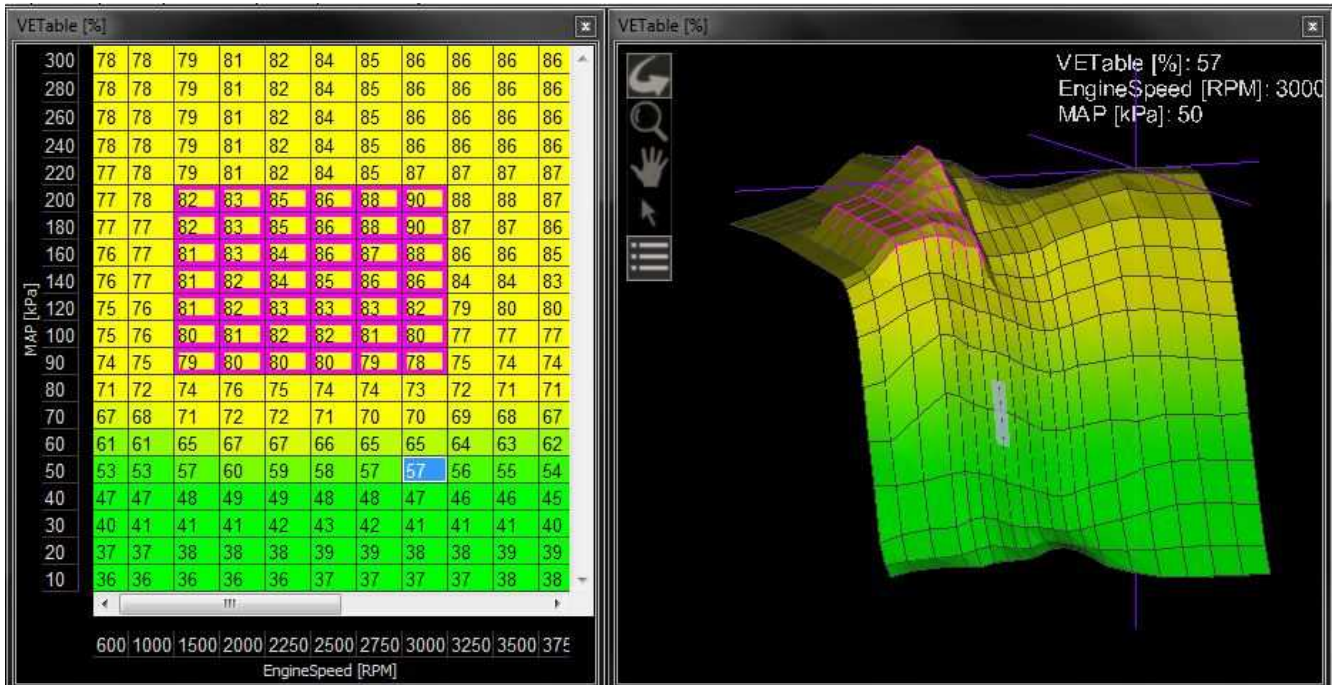 VETable [%]
300 78 78 79 81 82 84 85 86 86 86 86
280 78 78 79 81 82 84 85 86 86 86 86
260 78 78 79 81 82 84 85 86 86 86 86
240 78 78 79 81 82 84 85 86 86 86 86
220 77 78 79 81 82 84 85 87 87 87 87
200 77 78 82 83 85 86 88 90 88 88 87
180 77 77 82 83 85 86 88 90 87 87 86
160 76 77 81 83 84 86 87 88 86 86 85
140 76 77 81 82 84 85 86 86 84 84 83
120 75 76 81 82 83 83 83 82 79 80 80
100 75 76 80 81 82 82 81 80 77 77 77
90 74 75 79 80 80 80 79 78 75 74 74
80 71 72 74 76 75 74 74 73 72 71 71
70 67 68 71 72 72 71 70 70 69 68 67
60 61 61 65 67 67 66 65 65 64 63 62
50 53 53 57 60 59 58 57 57 56 55 54
40 47 47 48 49 49 48 48 47 46 46 45
30 40 41 41 41 42 43 42 41 41 41 40
20 37 37 38 38 38 39 39 38 38 39 39
10 36 36 36 36 36 37 37 37 37 38 38
MAP [kPa]
600 1000 1500 2000 2250 2500 2750 3000 3250 3500 375
EngineSpeed [RPM]
VETable [%]
VETable [%]: 57
EngineSpeed [RPM]: 3000
MAP [kPa]: 50